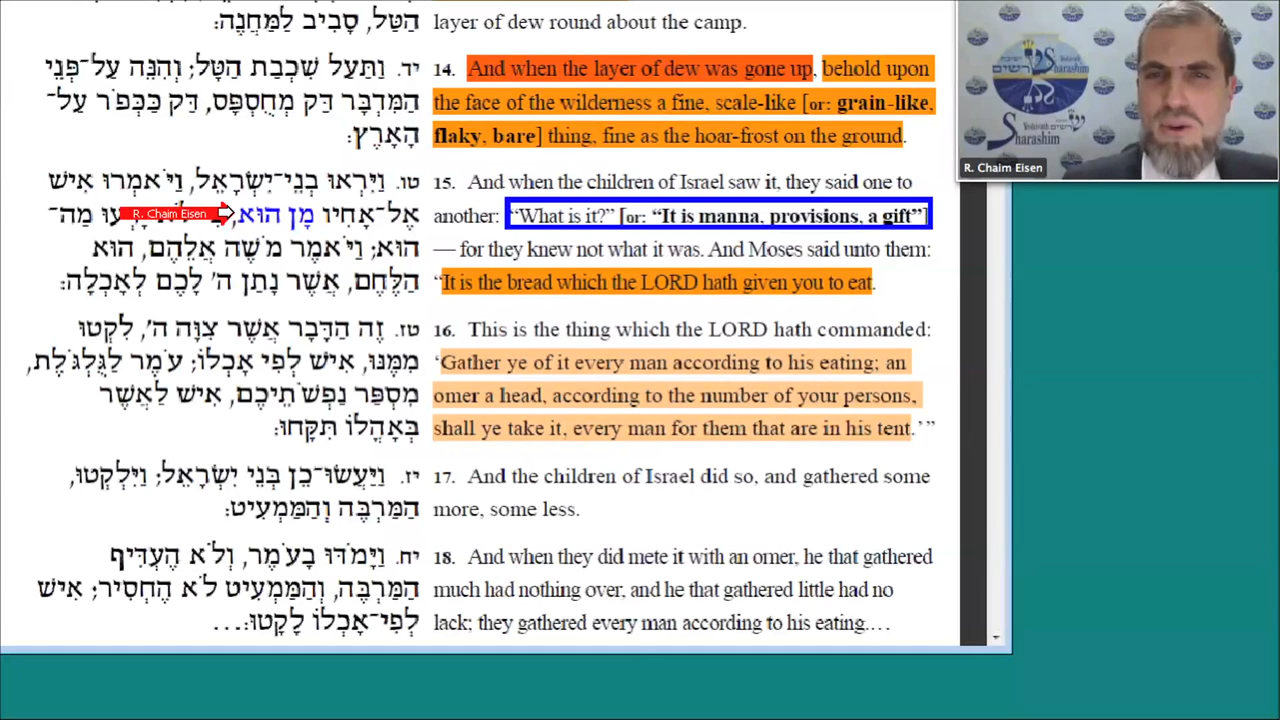 הַטָּל, סָבִיב לַמַּחֲנֶה:
layer of dew round about the camp.
יד. וַתַּעַל שִׁכְבַת הַטָּל; וְהִנֵּה עַל־פְּנֵי
הַמִּדְבָּר דַּק מְחֻסְפָּס, דַּק כַּכְּפֹר עַל־
הָאָרֶץ:
14. And when the layer of dew was gone up, behold upon
the face of the wilderness a fine, scale-like [or: grain-like,
flaky, bare] thing, fine as the hoar-frost on the ground.
טו. וַיִּרְאוּ בְנֵי־יִשְׂרָאֵל, וַיֹּאמְרוּ אִישׁ
אֶל־אָחִיו מָן הוּא, עוּ מַה־
הוּא; וַיֹּאמֶר מֹשֶׁה אֲלֵהֶם, הוּא
הַלֶּחֶם, אֲשֶׁר נָתַן ה' לָכֶם לְאָכְלָה:
15. And when the children of Israel saw it, they said one to
another: “What is it?” [or: “It is manna, provisions, a gift”]
— for they knew not what it was. And Moses said unto them:
“It is the bread which the LORD hath given you to eat.
טז. זֶה הַדָּבָר אֲשֶׁר צִוָּה ה', לִקְטוּ
מִמֶּנּוּ, אִישׁ לְפִי אָכְלוֹ; עֹמֶר לַגֻּלְגֹּלֶת,
מִסְפַּר נַפְשֹׁתֵיכֶם, אִישׁ לַאֲשֶׁר
בְּאָהֳלוֹ תִּקָּחוּ:
16. This is the thing which the LORD hath commanded:
‘Gather ye of it every man according to his eating; an
omer a head, according to the number of your persons,
shall ye take it, every man for them that are in his tent.’ ”
יז. וַיַּעֲשׂוּ־כֵן בְּנֵי יִשְׂרָאֵל; וַיִּלְקְטוּ,
הַמַּרְבֶּה וְהַמַּמְעִיט:
17. And the children of Israel did so, and gathered some
more, some less.
יח. וַיָּמֹדּוּ בָעֹמֶר, וְלֹא הֶעְדִּיף
הַמַּרְבֶּה, וְהַמַּמְעִיט לֹא הֶחְסִיר; אִישׁ
לְפִי־אָכְלוֹ לָקָטוּ:…
18. And when they did mete it with an omer, he that gathered
much had nothing over, and he that gathered little had no
lack; they gathered every man according to his eating.…
R. Chaim Eisen
Yeshivath
Sharashim
R. Chaim Eisen